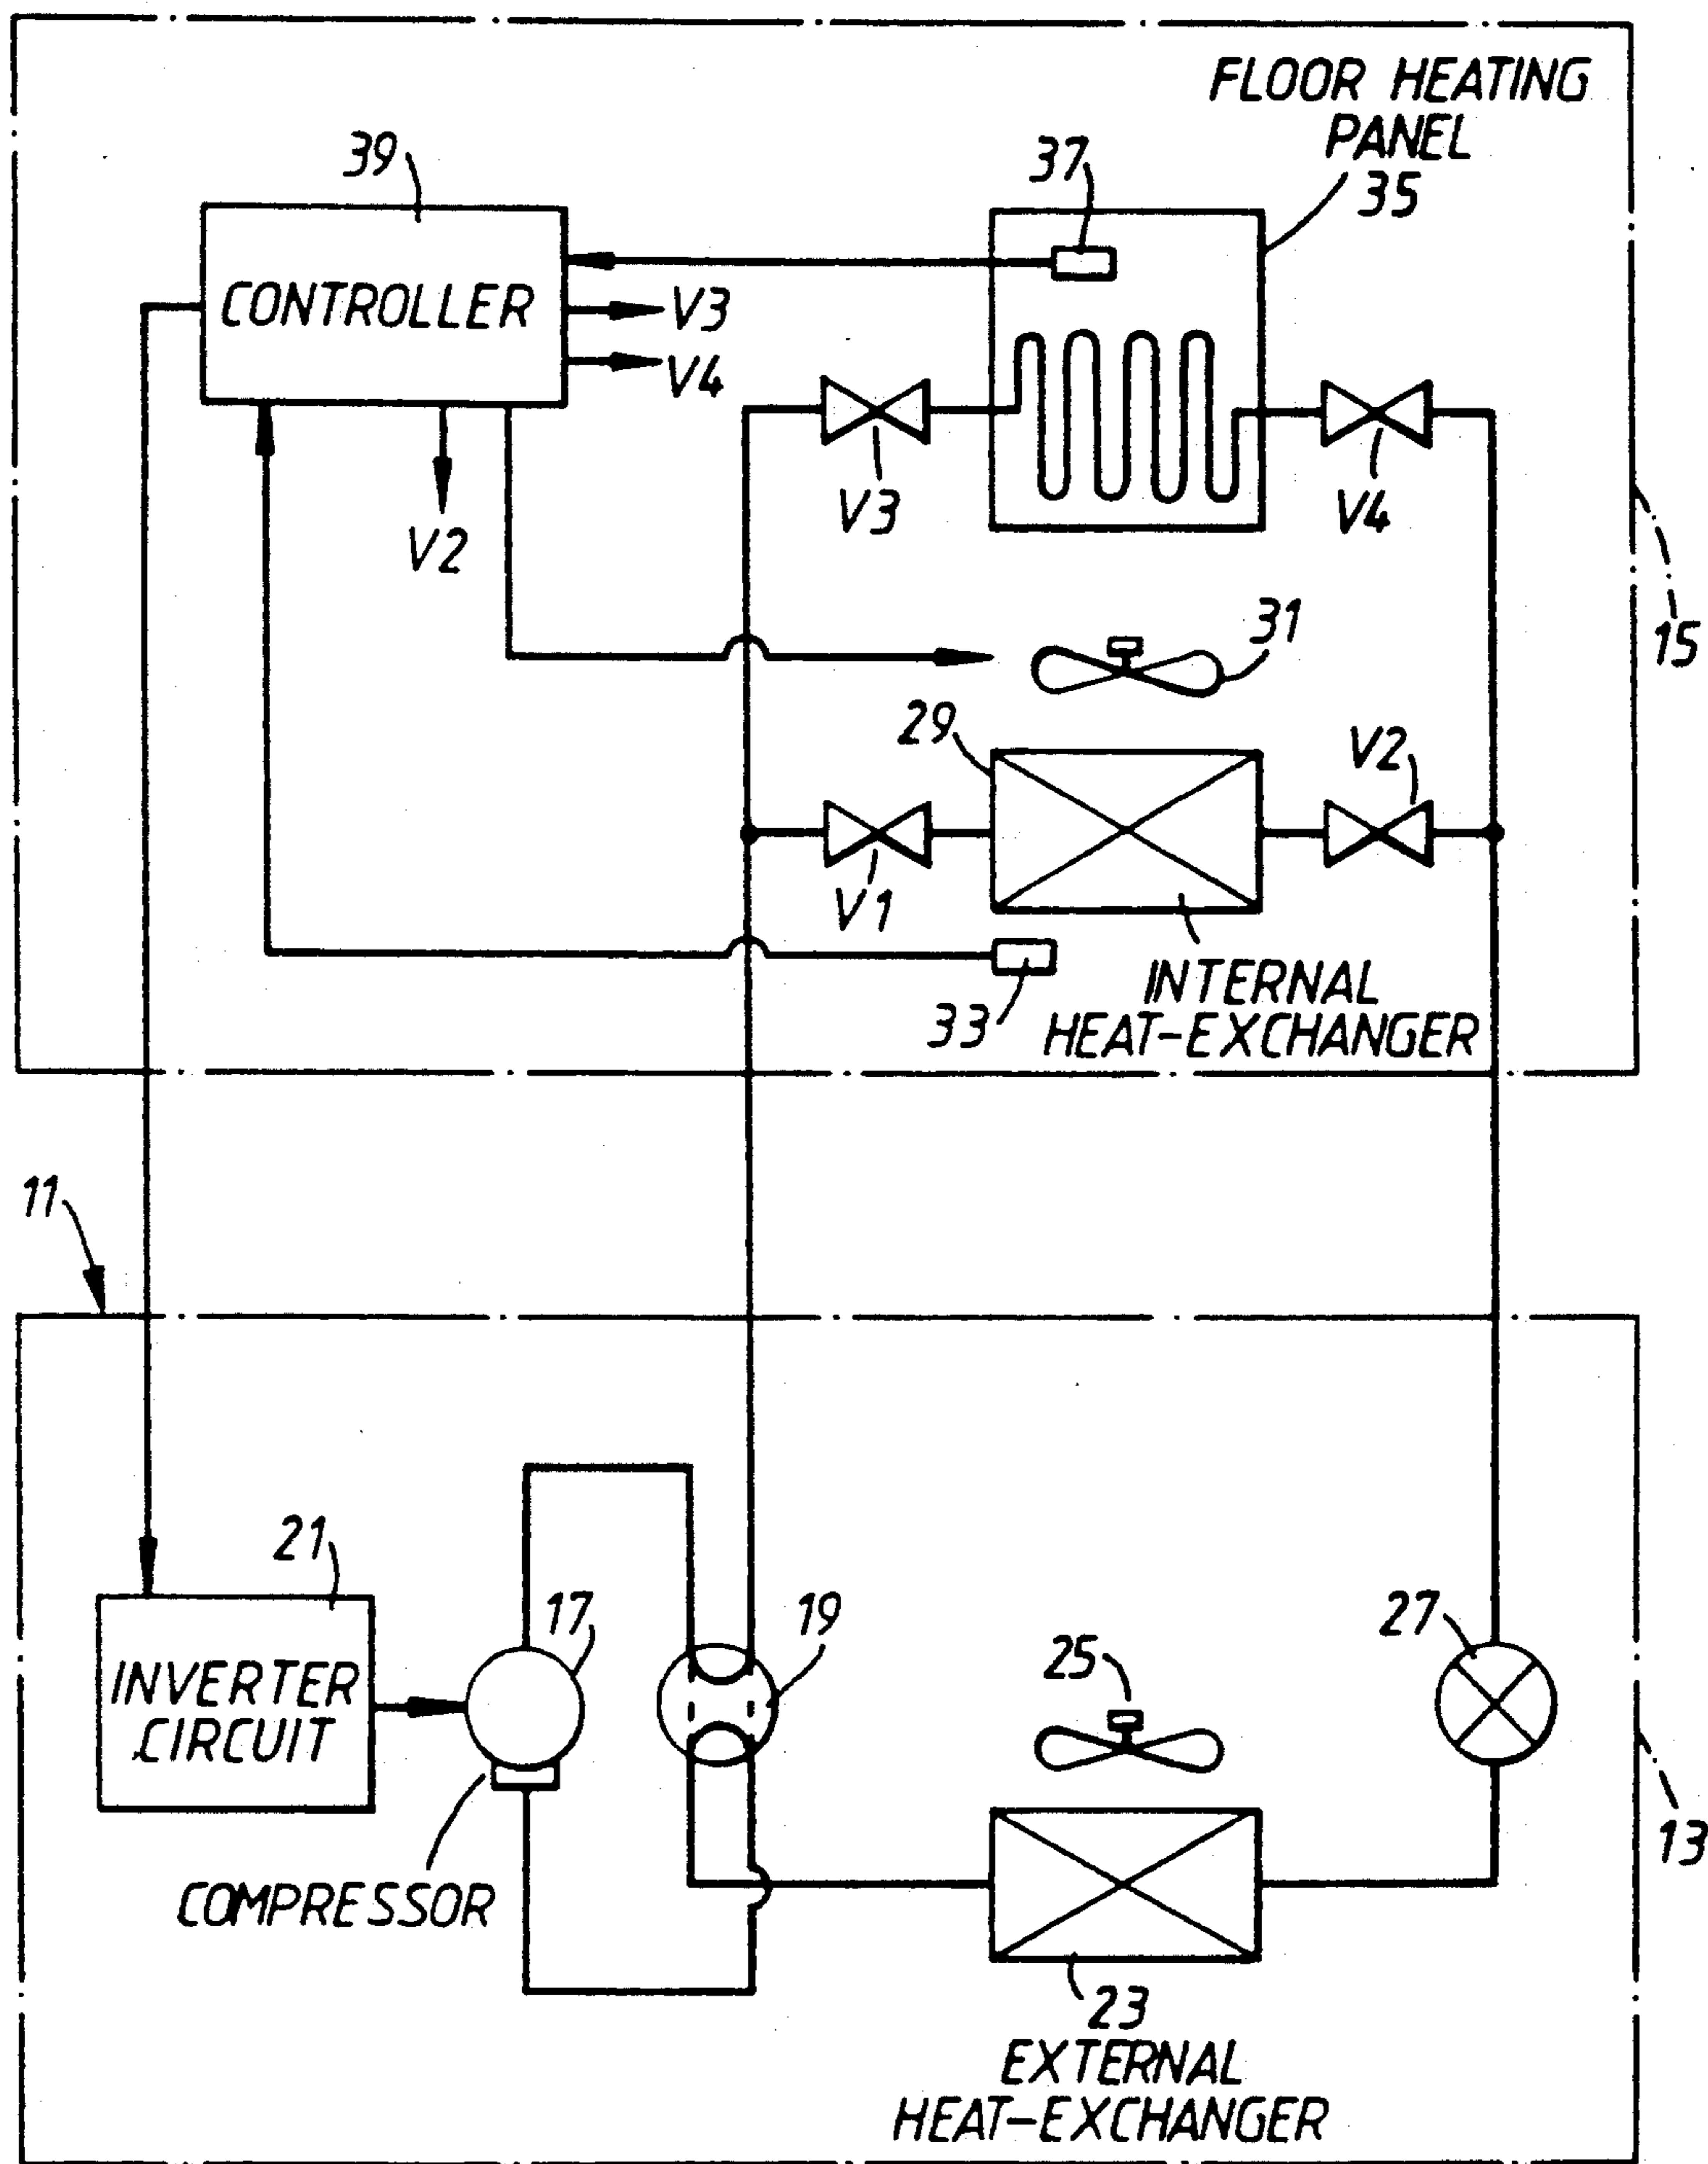 FLOOR HEATING
PANEL
35
39
37
CONTROLLER
V3
V4
V2
V3
V4
31
15
29
V2
V1
33
INTERNAL
HEAT-EXCHANGER
11
21
17
19
25
27
INVERTER
CIRCUIT
COMPRESSOR
13
23
EXTERNAL
HEAT-EXCHANGER